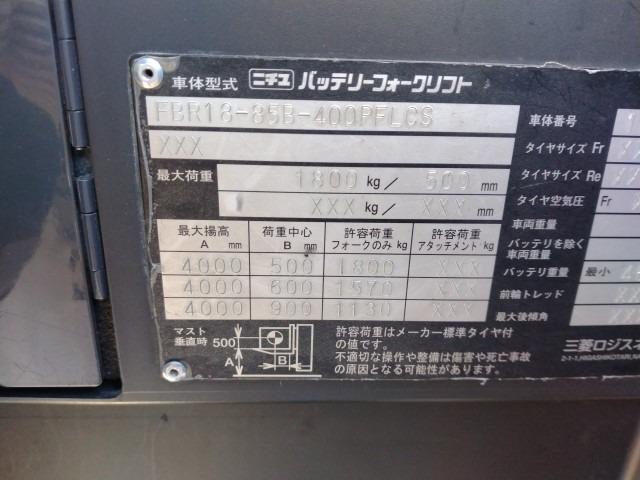 車体型式 ニチユ バッテリーフォークリフト
FBR18-85B-400PFLCS
XXX
最大荷重 1800 kg/ 500 mm
XXX kg/ XXX mm
最大揚高 A mm 荷重中心 B mm 許容荷重 フォークのみ kg 許容荷重 アタッチメント kg
4000 500 1800 XXX
4000 600 1570 XXX
4000 900 1130 XXX
マスト
垂直時 500 A B
許容荷重はメーカー標準タイヤ付
の値です。
不適切な操作や整備は傷害や死亡事故
の原因となる可能性があります。
車体番号
タイヤサイズ Fr
タイヤサイズ Re
タイヤ空気圧 Fr
車両重量
バッテリを除く
車両重量
バッテリ重量 最小
前輪トレッド
最大後傾角
三菱ロジスネ
2-1-1,HIGASHIKOTARI,NA